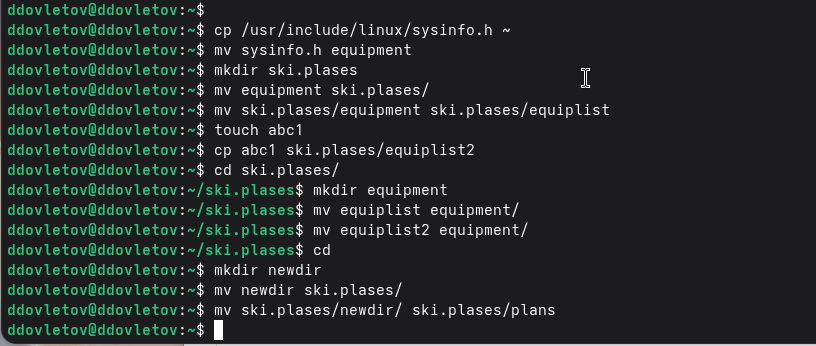 ddovletov@ddovletov:~$
ddovletov@ddovletov:~$ cp /usr/include/linux/sysinfo.h ~
ddovletov@ddovletov:~$ mv sysinfo.h equipment
ddovletov@ddovletov:~$ mkdir ski.plases
ddovletov@ddovletov:~$ mv equipment ski.plases/
ddovletov@ddovletov:~$ mv ski.plases/equipment ski.plases/equiplist
ddovletov@ddovletov:~$ touch abc1
ddovletov@ddovletov:~$ cp abc1 ski.plases/equiplist2
ddovletov@ddovletov:~$ cd ski.plases/
ddovletov@ddovletov:~/ski.plases$ mkdir equipment
ddovletov@ddovletov:~/ski.plases$ mv equiplist equipment/
ddovletov@ddovletov:~/ski.plases$ mv equiplist2 equipment/
ddovletov@ddovletov:~/ski.plases$ cd
ddovletov@ddovletov:~$ mkdir newdir
ddovletov@ddovletov:~$ mv newdir ski.plases/
ddovletov@ddovletov:~$ mv ski.plases/newdir/ ski.plases/plans
ddovletov@ddovletov:~$